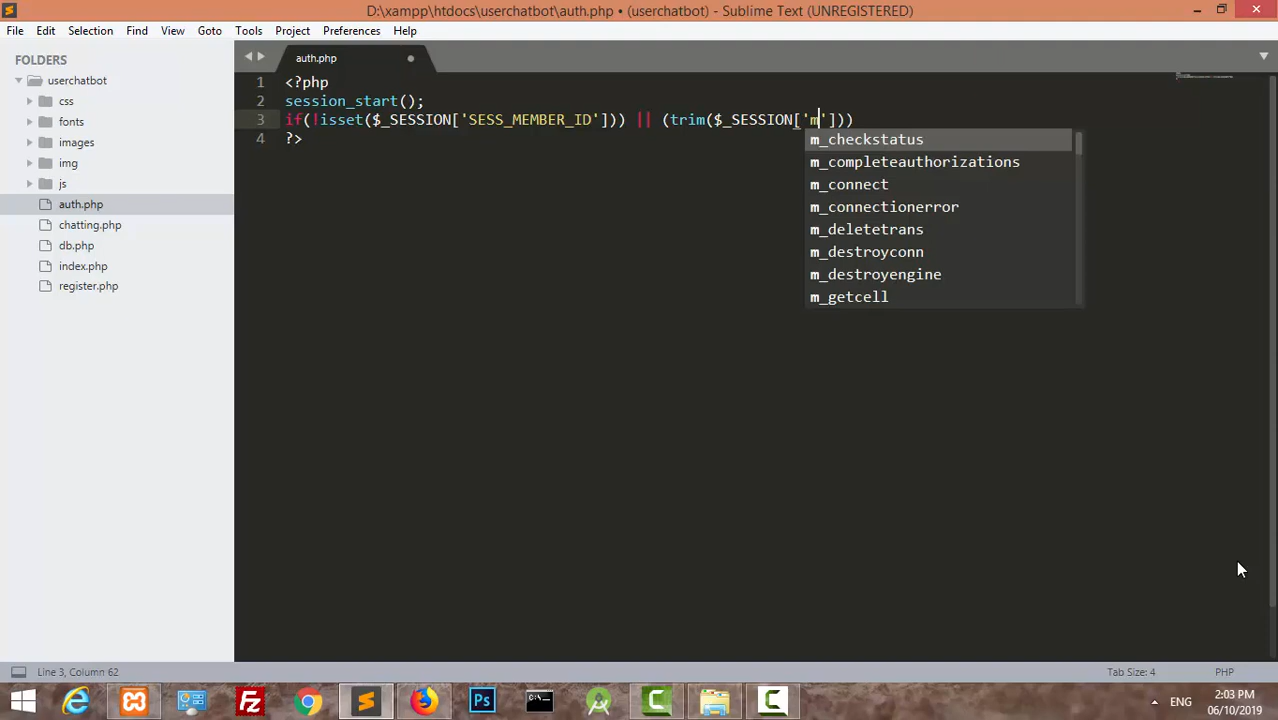 D:\xampp\htdocs\userchatbot\auth.php • (userchatbot) - Sublime Text (UNREGISTERED)
File Edit Selection Find View Goto Tools Project Preferences Help
FOLDERS
userchatbot
css
fonts
images
img
js
auth.php
chatting.php
db.php
index.php
register.php
auth.php
1 <?php
2 session_start();
3 if(!isset($_SESSION['SESS_MEMBER_ID'])) || (trim($_SESSION['m']))
4 ?>
m_checkstatus
m_completeauthorizations
m_connect
m_connectionerror
m_deletetrans
m_destroyconn
m_destroyengine
m_getcell
Line 3, Column 62 Tab Size: 4 PHP
Ps
ENG
2:03 PM
06/10/2019